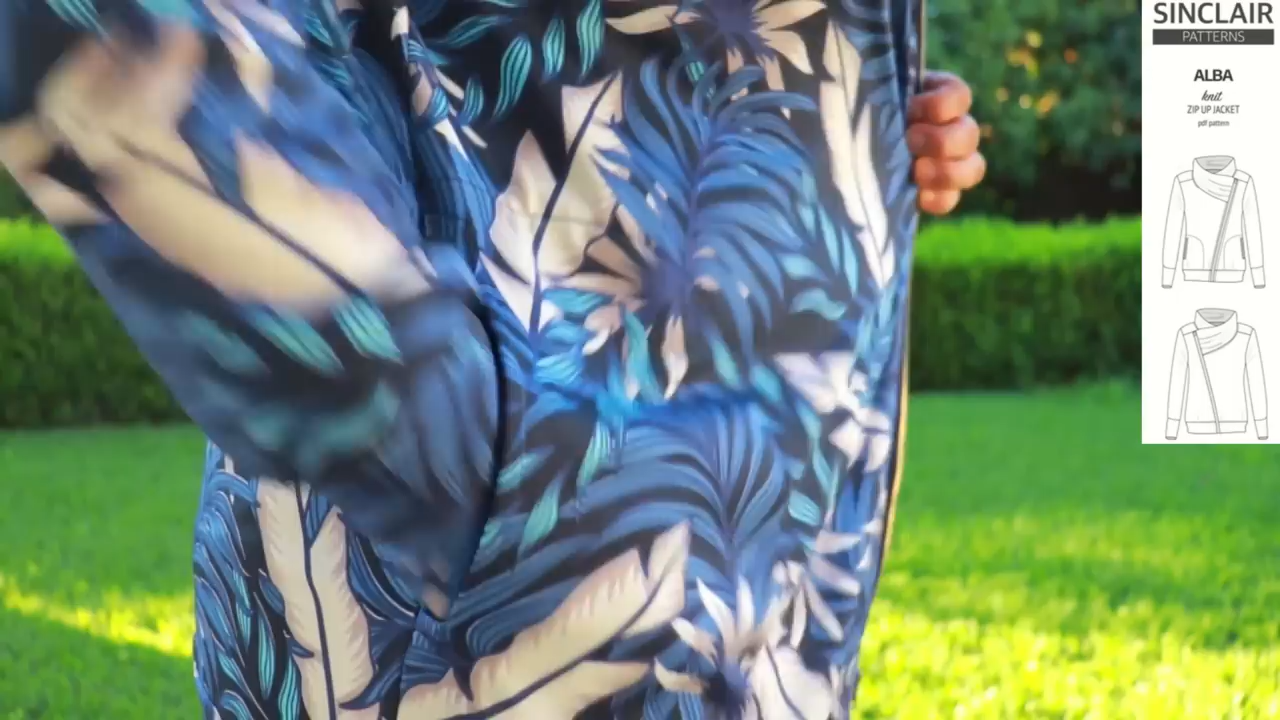 SINCLAIR
PATTERNS
ALBA
knit
ZIP UP JACKET
pdf pattern